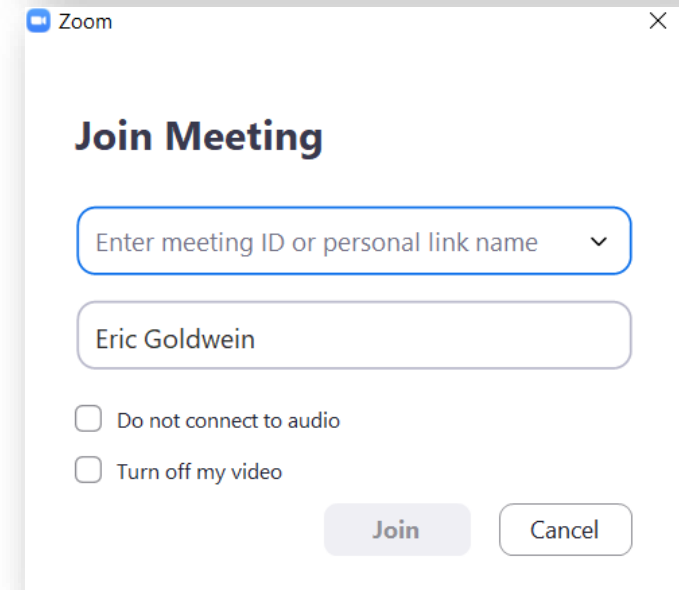 Zoom
Join Meeting
Enter meeting ID or personal link name
Eric Goldwein
Do not connect to audio
Turn off my video
Join Cancel